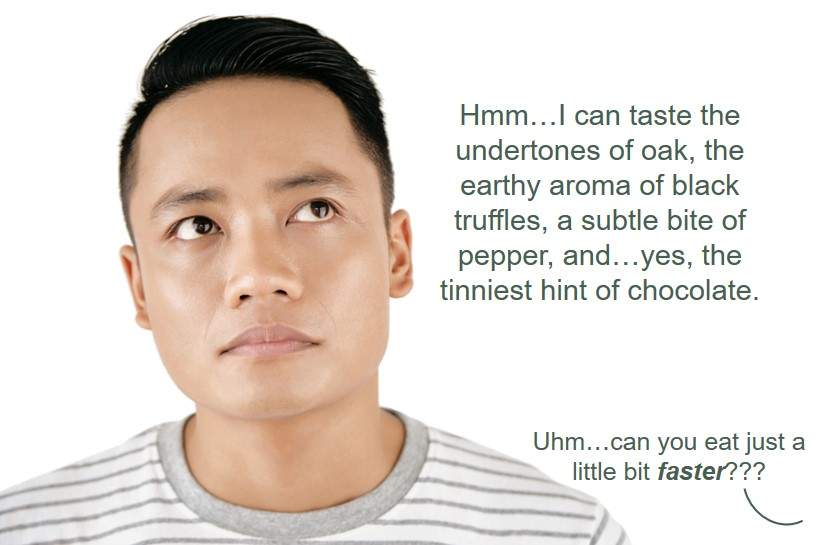 Hmm…I can taste the
undertones of oak, the
earthy aroma of black
truffles, a subtle bite of
pepper, and…yes, the
tinniest hint of chocolate.
Uhm…can you eat just a
little bit faster???